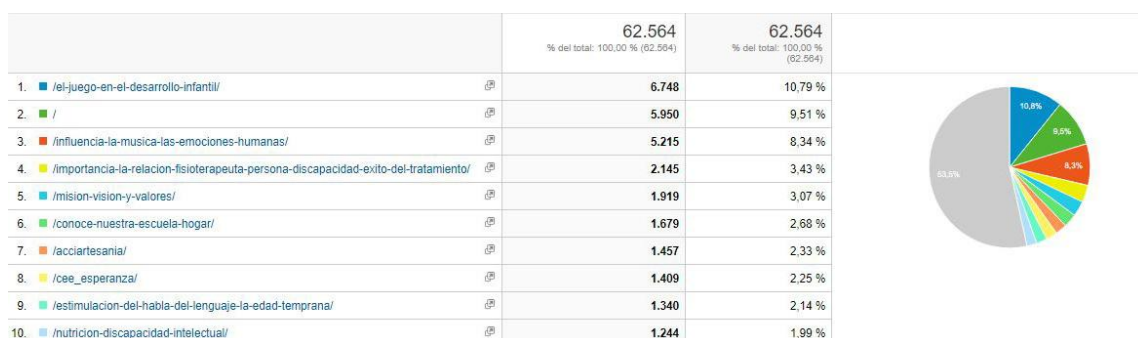 62.564 62.564
% del total: 100,00 % (62.564) % del total: 100,00 %
(62.564)
1. /el-juego-en-el-desarrollo-infantil/ 6.748 10,79 %
2. / 5.950 9,51 %
3. /influencia-la-musica-las-emociones-humanas/ 5.215 8,34 %
4. /importancia-la-relacion-fisioterapeuta-persona-discapacidad-exito-del-tratamiento/ 2.145 3,43 %
5. /mision-vision-y-valores/ 1.919 3,07 %
6. /conoce-nuestra-escuela-hogar/ 1.679 2,68 %
7. /acciartesania/ 1.457 2,33 %
8. /cee_esperanza/ 1.409 2,25 %
9. /estimulacion-del-habla-del-lenguaje-la-edad-temprana/ 1.340 2,14 %
10. /nutricion-discapacidad-intelectual/ 1.244 1,99 %
10,8%
9,5%
8,3%
53,5%